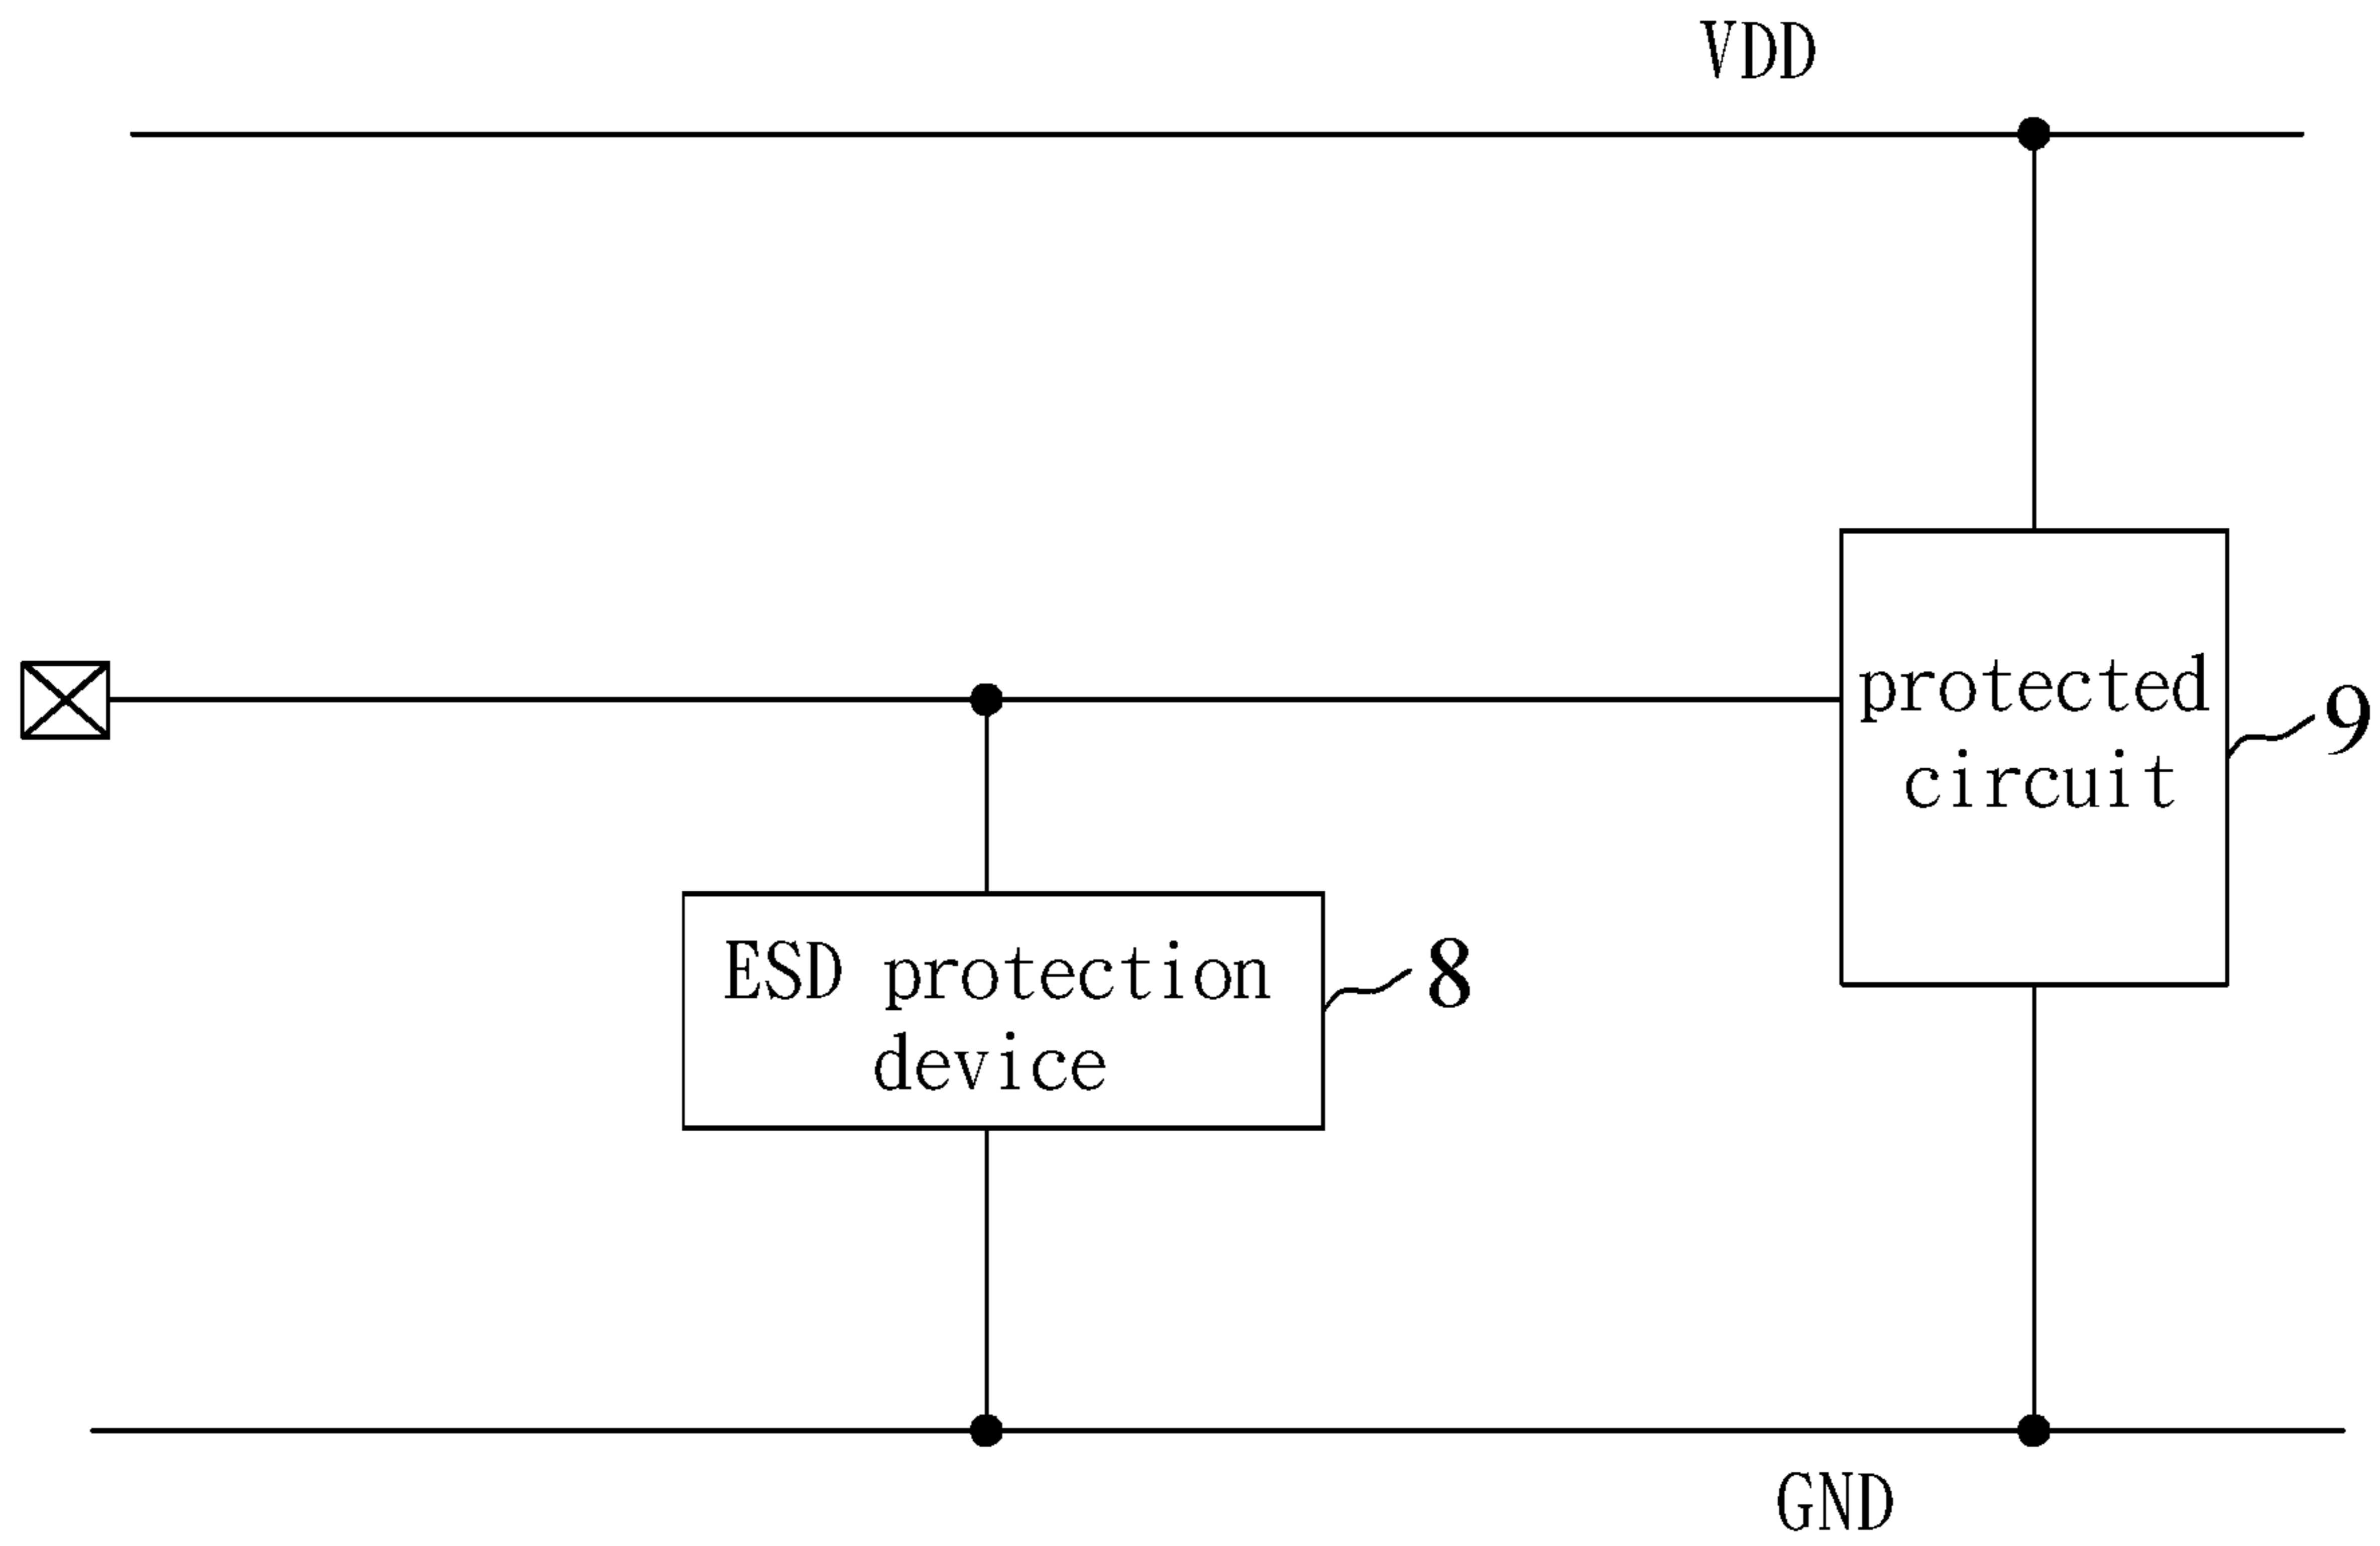 VDD
protected
circuit
9
ESD protection
device
8
GND